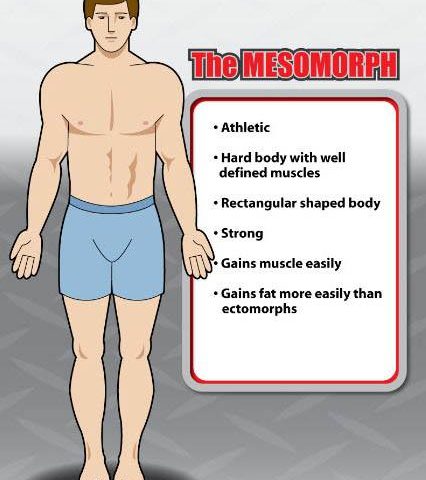 The MESOMORPH
• Athletic
• Hard body with well
defined muscles
• Rectangular shaped body
• Strong
• Gains muscle easily
• Gains fat more easily than
ectomorphs